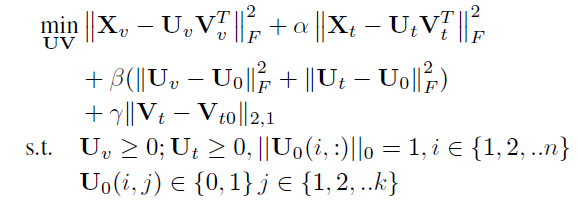 min_{UV} ||X_v − U_v V_v^T||_F^2 + α ||X_t − U_t V_t^T||_F^2
+ β(||U_v − U_0||_F^2 + ||U_t − U_0||_F^2)
+ γ||V_t − V_{t0}||_{2,1}
s.t. U_v ≥ 0; U_t ≥ 0, ||U_0(i, :)||_0 = 1, i ∈ {1, 2, ..n}
U_0(i, j) ∈ {0, 1} j ∈ {1, 2, ..k}